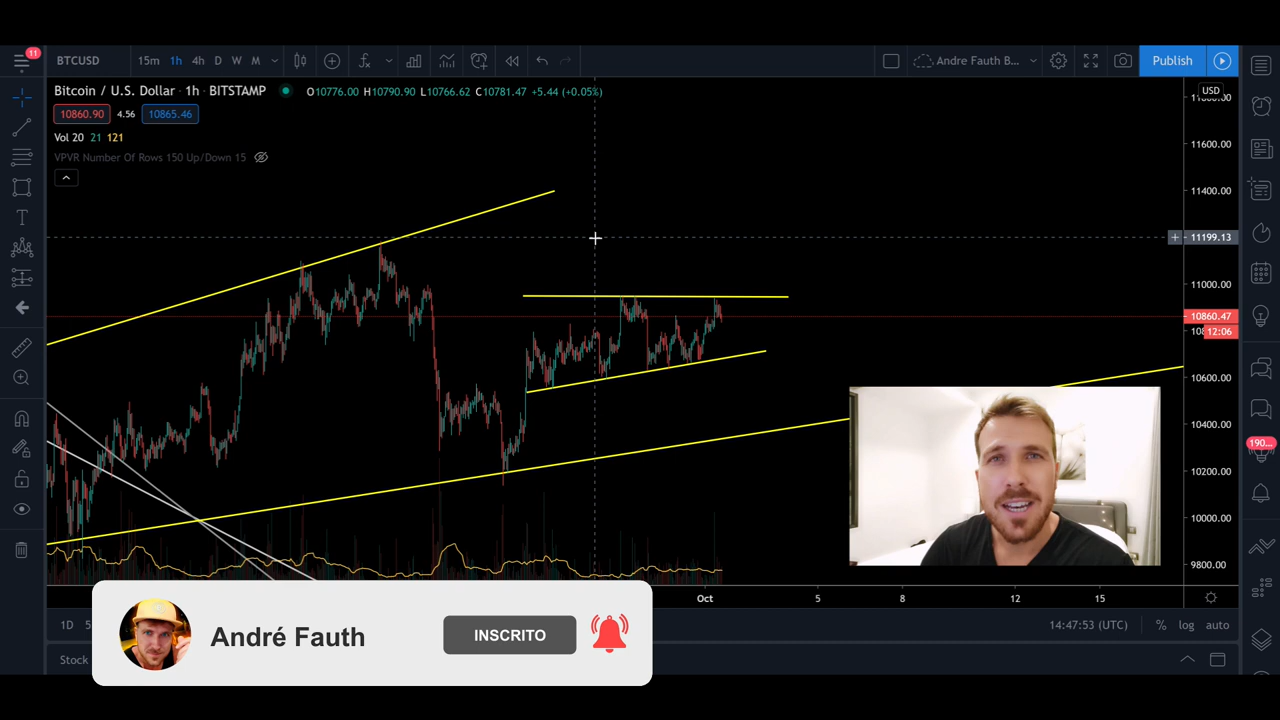 11
BTCUSD
15m 1h 4h D W M
Andre Fauth B...
Publish
Bitcoin / U.S. Dollar · 1h · BITSTAMP
O10776.00 H10790.90 L10766.62 C10781.47 +5.44 (+0.05%)
USD
10860.90 4.56 10865.46
Vol 20 21 121
VPVR Number Of Rows 150 Up/Down 15
11600.00
11400.00
11199.13
11000.00
10860.47
12:06
10600.00
10400.00
190...
10200.00
10000.00
9800.00
Oct 5 8 12 15
1D
14:47:53 (UTC) % log auto
Stock
André Fauth
INSCRITO